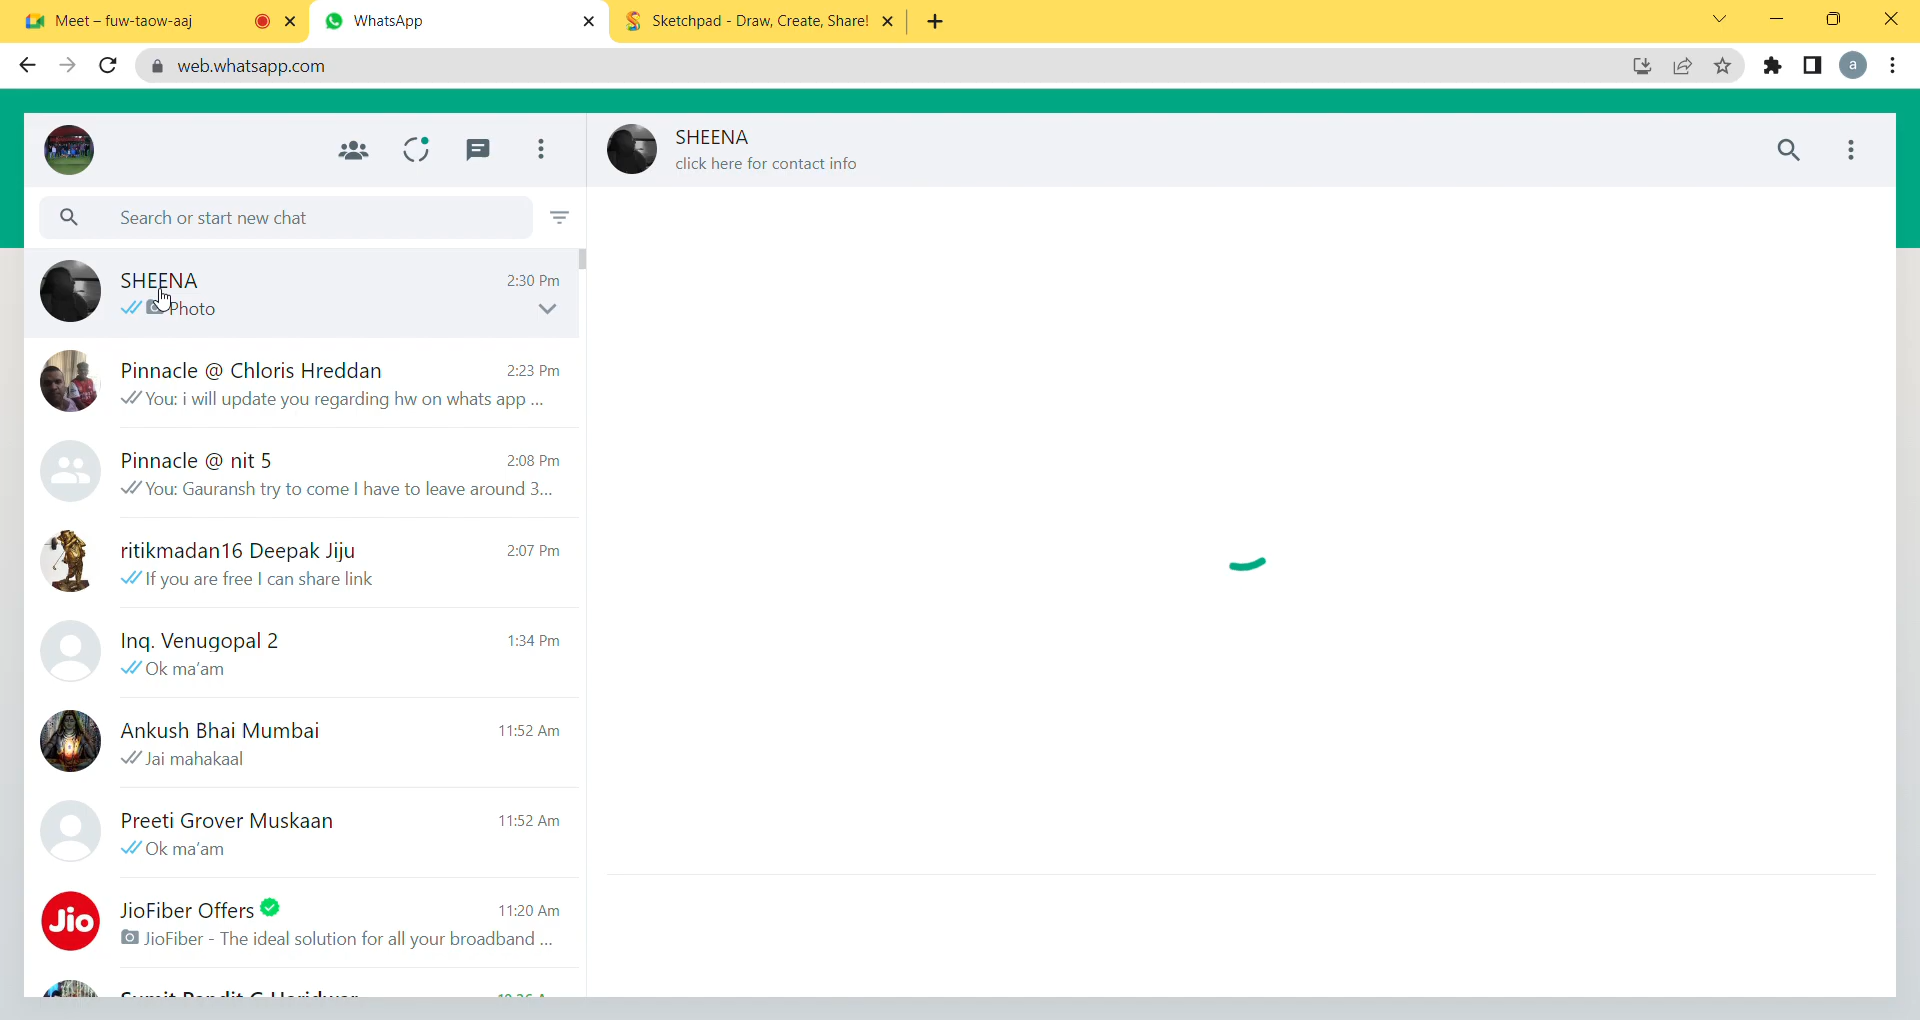 Meet – fuw-taow-aaj
WhatsApp
Sketchpad - Draw, Create, Share!
web.whatsapp.com
a
SHEENA
click here for contact info
Search or start new chat
SHEENA 2:30 Pm
Photo
Pinnacle @ Chloris Hreddan 2:23 Pm
You: i will update you regarding hw on whats app ...
Pinnacle @ nit 5 2:08 Pm
You: Gauransh try to come I have to leave around 3...
ritikmadan16 Deepak Jiju 2:07 Pm
If you are free I can share link
Inq. Venugopal 2 1:34 Pm
Ok ma'am
Ankush Bhai Mumbai 11:52 Am
Jai mahakaal
Preeti Grover Muskaan 11:52 Am
Ok ma'am
Jio
JioFiber Offers 11:20 Am
JioFiber - The ideal solution for all your broadband ...